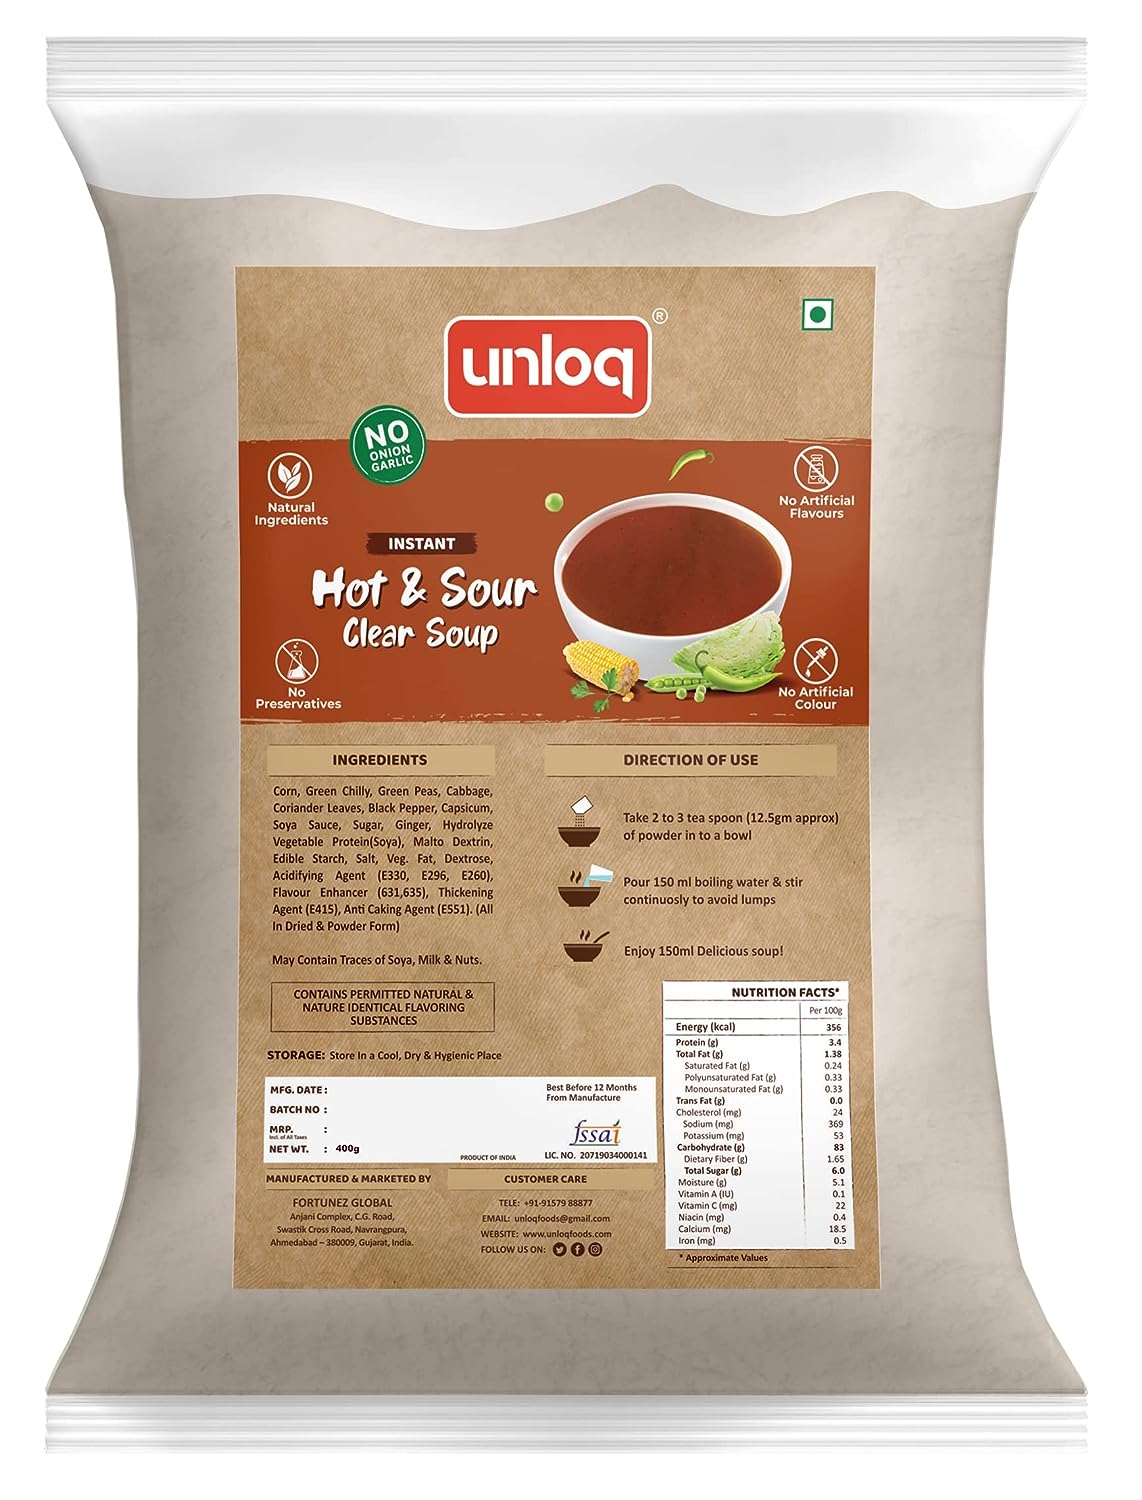 unloq
®
NO
ONION
GARLIC
Natural
Ingredients
No Artificial
Flavours
INSTANT
Hot & Sour
Clear Soup
No
Preservatives
No Artificial
Colour
INGREDIENTS
Corn, Green Chilly, Green Peas, Cabbage,
Coriander Leaves, Black Pepper, Capsicum,
Soya Sauce, Sugar, Ginger, Hydrolyze
Vegetable Protein(Soya), Malto Dextrin,
Edible Starch, Salt, Veg. Fat, Dextrose,
Acidifying Agent (E330, E296, E260),
Flavour Enhancer (631,635), Thickening
Agent (E415), Anti Caking Agent (E551). (All
In Dried & Powder Form)
May Contain Traces of Soya, Milk & Nuts.
CONTAINS PERMITTED NATURAL &
NATURE IDENTICAL FLAVORING
SUBSTANCES
STORAGE: Store In a Cool, Dry & Hygienic Place
DIRECTION OF USE
Take 2 to 3 tea spoon (12.5gm approx)
of powder in to a bowl
Pour 150 ml boiling water & stir
continuosly to avoid lumps
Enjoy 150ml Delicious soup!
MFG. DATE :
BATCH NO :
MRP. :
Incl. of All Taxes
NET WT. : 400g
Best Before 12 Months
From Manufacture
fssai
PRODUCT OF INDIA
LIC. NO. 20719034000141
MANUFACTURED & MARKETED BY
FORTUNEZ GLOBAL
Anjani Complex, C.G. Road,
Swastik Cross Road, Navrangpura,
Ahmedabad – 380009, Gujarat, India.
CUSTOMER CARE
TELE: +91-91579 88877
EMAIL: unloqfoods@gmail.com
WEBSITE: www.unloqfoods.com
FOLLOW US ON:
NUTRITION FACTS*
Per 100g
Energy (kcal) 356
Protein (g) 3.4
Total Fat (g) 1.38
Saturated Fat (g) 0.24
Polyunsaturated Fat (g) 0.33
Monounsaturated Fat (g) 0.33
Trans Fat (g) 0.0
Cholesterol (mg) 24
Sodium (mg) 369
Potassium (mg) 53
Carbohydrate (g) 83
Dietary Fiber (g) 1.65
Total Sugar (g) 6.0
Moisture (g) 5.1
Vitamin A (IU) 0.1
Vitamin C (mg) 22
Niacin (mg) 0.4
Calcium (mg) 18.5
Iron (mg) 0.5
* Approximate Values